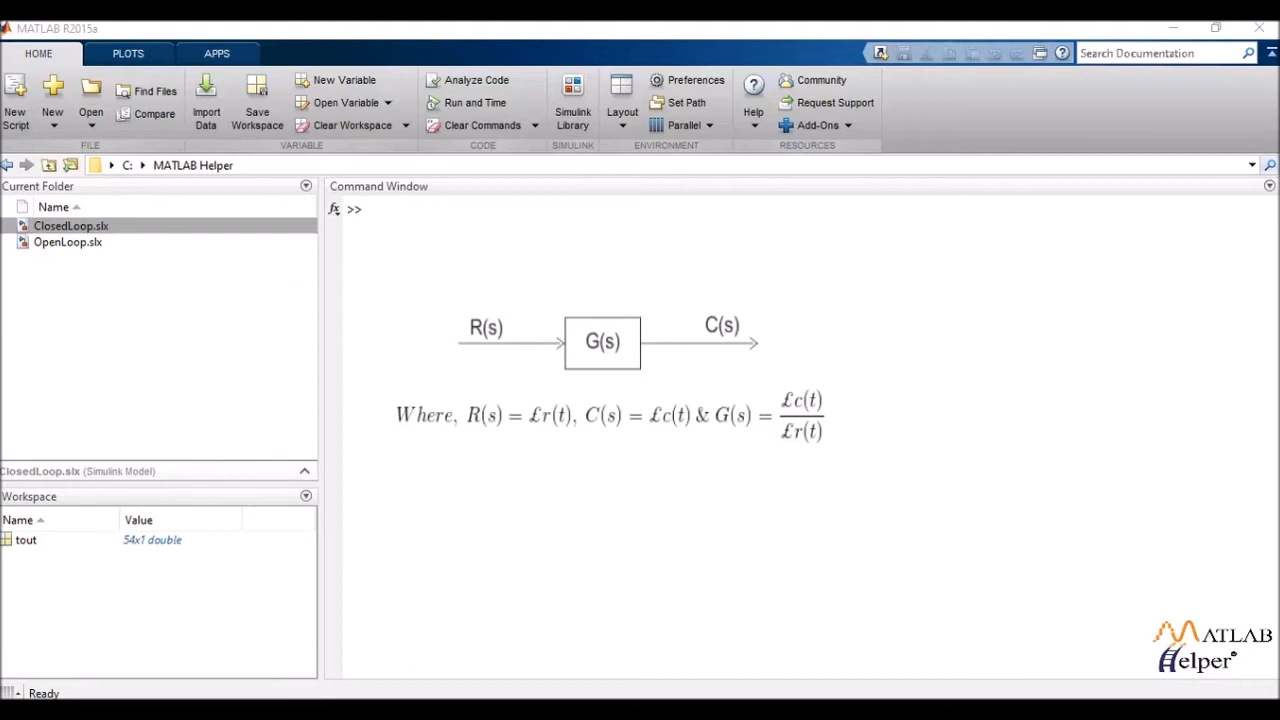 MATLAB R2015a
HOME PLOTS APPS
Search Documentation
New Script
New
Open
Find Files
Compare
Import Data
Save Workspace
New Variable
Open Variable
Clear Workspace
Analyze Code
Run and Time
Clear Commands
Simulink Library
Layout
Preferences
Set Path
Parallel
Help
Community
Request Support
Add-Ons
FILE VARIABLE CODE SIMULINK ENVIRONMENT RESOURCES
C: MATLAB Helper
Current Folder
Name
ClosedLoop.slx
OpenLoop.slx
ClosedLoop.slx (Simulink Model)
Workspace
Name Value
tout 54x1 double
Command Window
fx >>
R(s) G(s) C(s)
Where, R(s) = £r(t), C(s) = £c(t) & G(s) = £c(t) / £r(t)
MATLAB
Helper
Ready